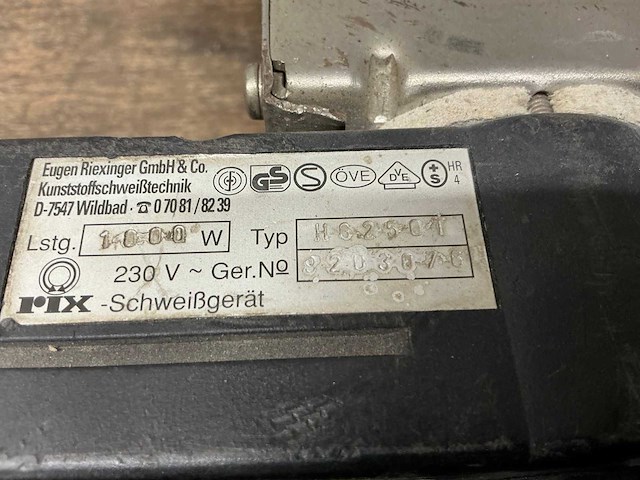 Eugen Riexinger GmbH & Co.
Kunststoffschweißtechnik
D-7547 Wildbad · ☎ 0 70 81 / 82 39
GS S ÖVE DVE +S HR 4
Lstg. 1000 W Typ
230 V ~ Ger.No
rix -Schweißgerät